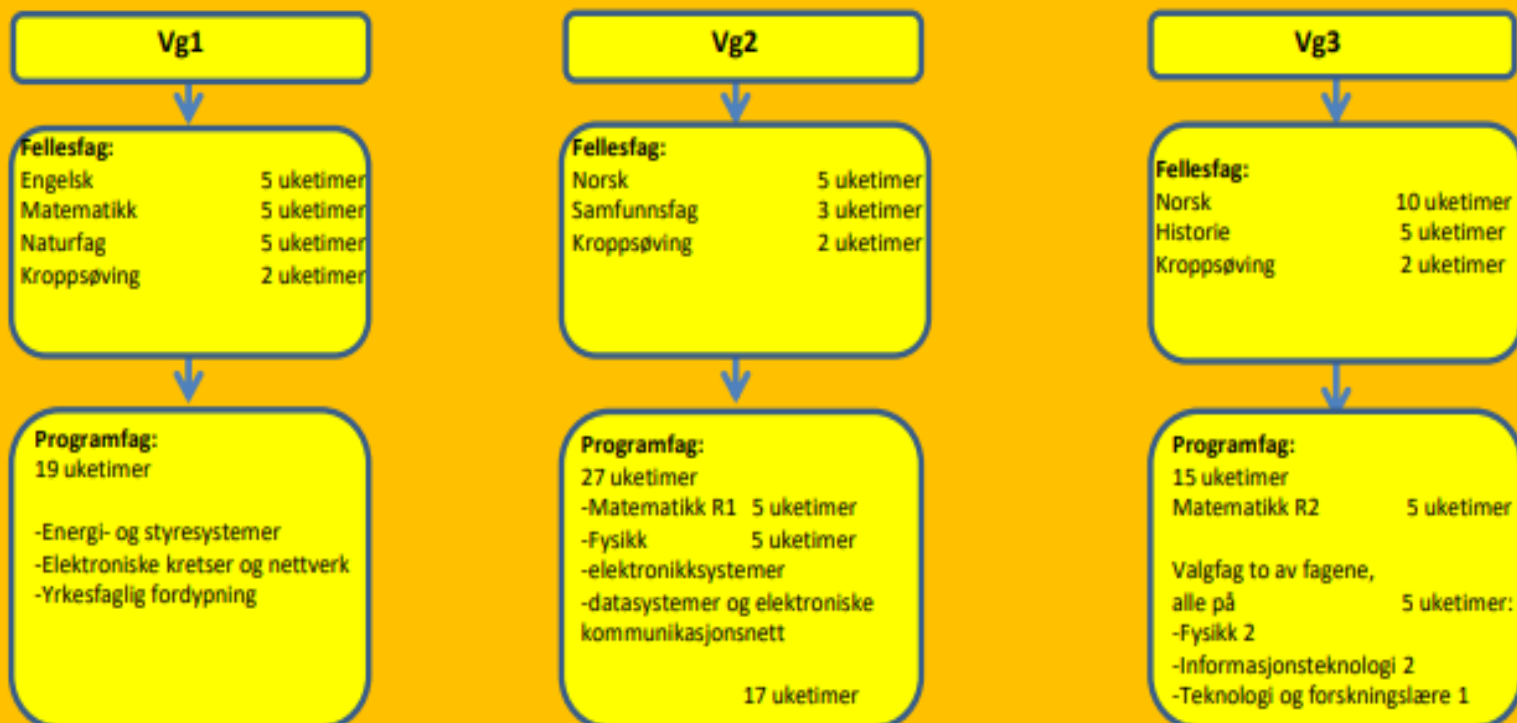 Vg1
Fellesfag:
Engelsk 5 uketimer
Matematikk 5 uketimer
Naturfag 5 uketimer
Kroppsøving 2 uketimer
Programfag:
19 uketimer
-Energi- og styresystemer
-Elektroniske kretser og nettverk
-Yrkesfaglig fordypning
Vg2
Fellesfag:
Norsk 5 uketimer
Samfunnsfag 3 uketimer
Kroppsøving 2 uketimer
Programfag:
27 uketimer
-Matematikk R1 5 uketimer
-Fysikk 5 uketimer
-elektronikksystemer
-datasystemer og elektroniske
kommunikasjonsnett
17 uketimer
Vg3
Fellesfag:
Norsk 10 uketimer
Historie 5 uketimer
Kroppsøving 2 uketimer
Programfag:
15 uketimer
Matematikk R2 5 uketimer
Valgfag to av fagene,
alle på 5 uketimer:
-Fysikk 2
-Informasjonsteknologi 2
-Teknologi og forskningslære 1